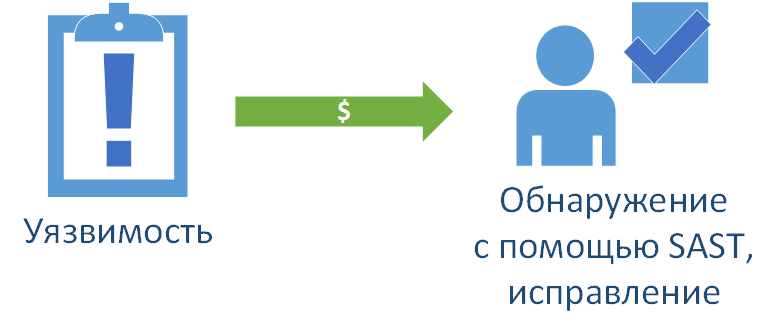 $
Уязвимость
Обнаружение
с помощью SAST,
исправление